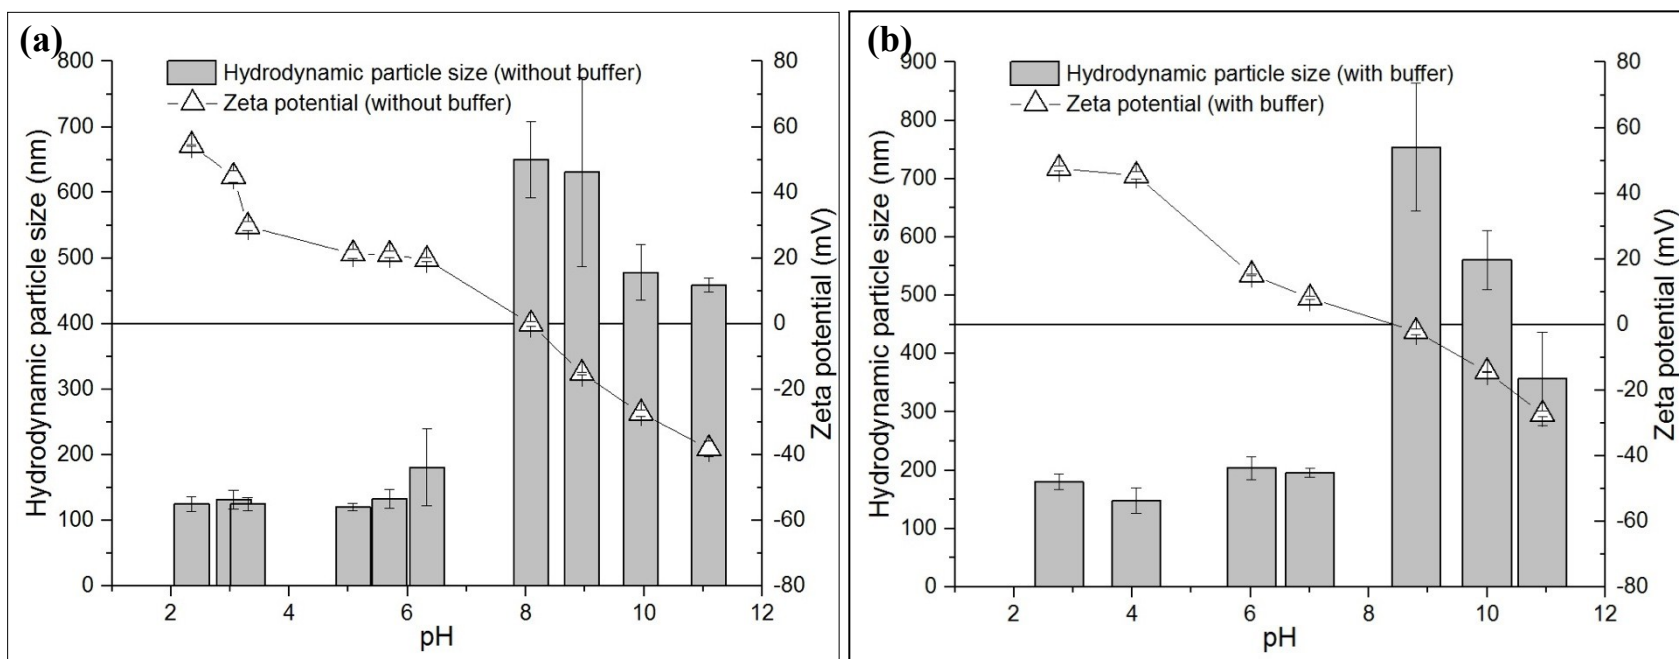 (a)
Hydrodynamic particle size (without buffer)
Zeta potential (without buffer)
Hydrodynamic particle size (nm)
800
700
600
500
400
300
200
100
0
80
60
40
20
0
-20
-40
-60
-80
Zeta potential (mV)
2 4 6 8 10 12
pH
(b)
Hydrodynamic particle size (with buffer)
Zeta potential (with buffer)
Hydrodynamic particle size (nm)
900
800
700
600
500
400
300
200
100
0
80
60
40
20
0
-20
-40
-60
-80
Zeta potential (mV)
2 4 6 8 10 12
pH